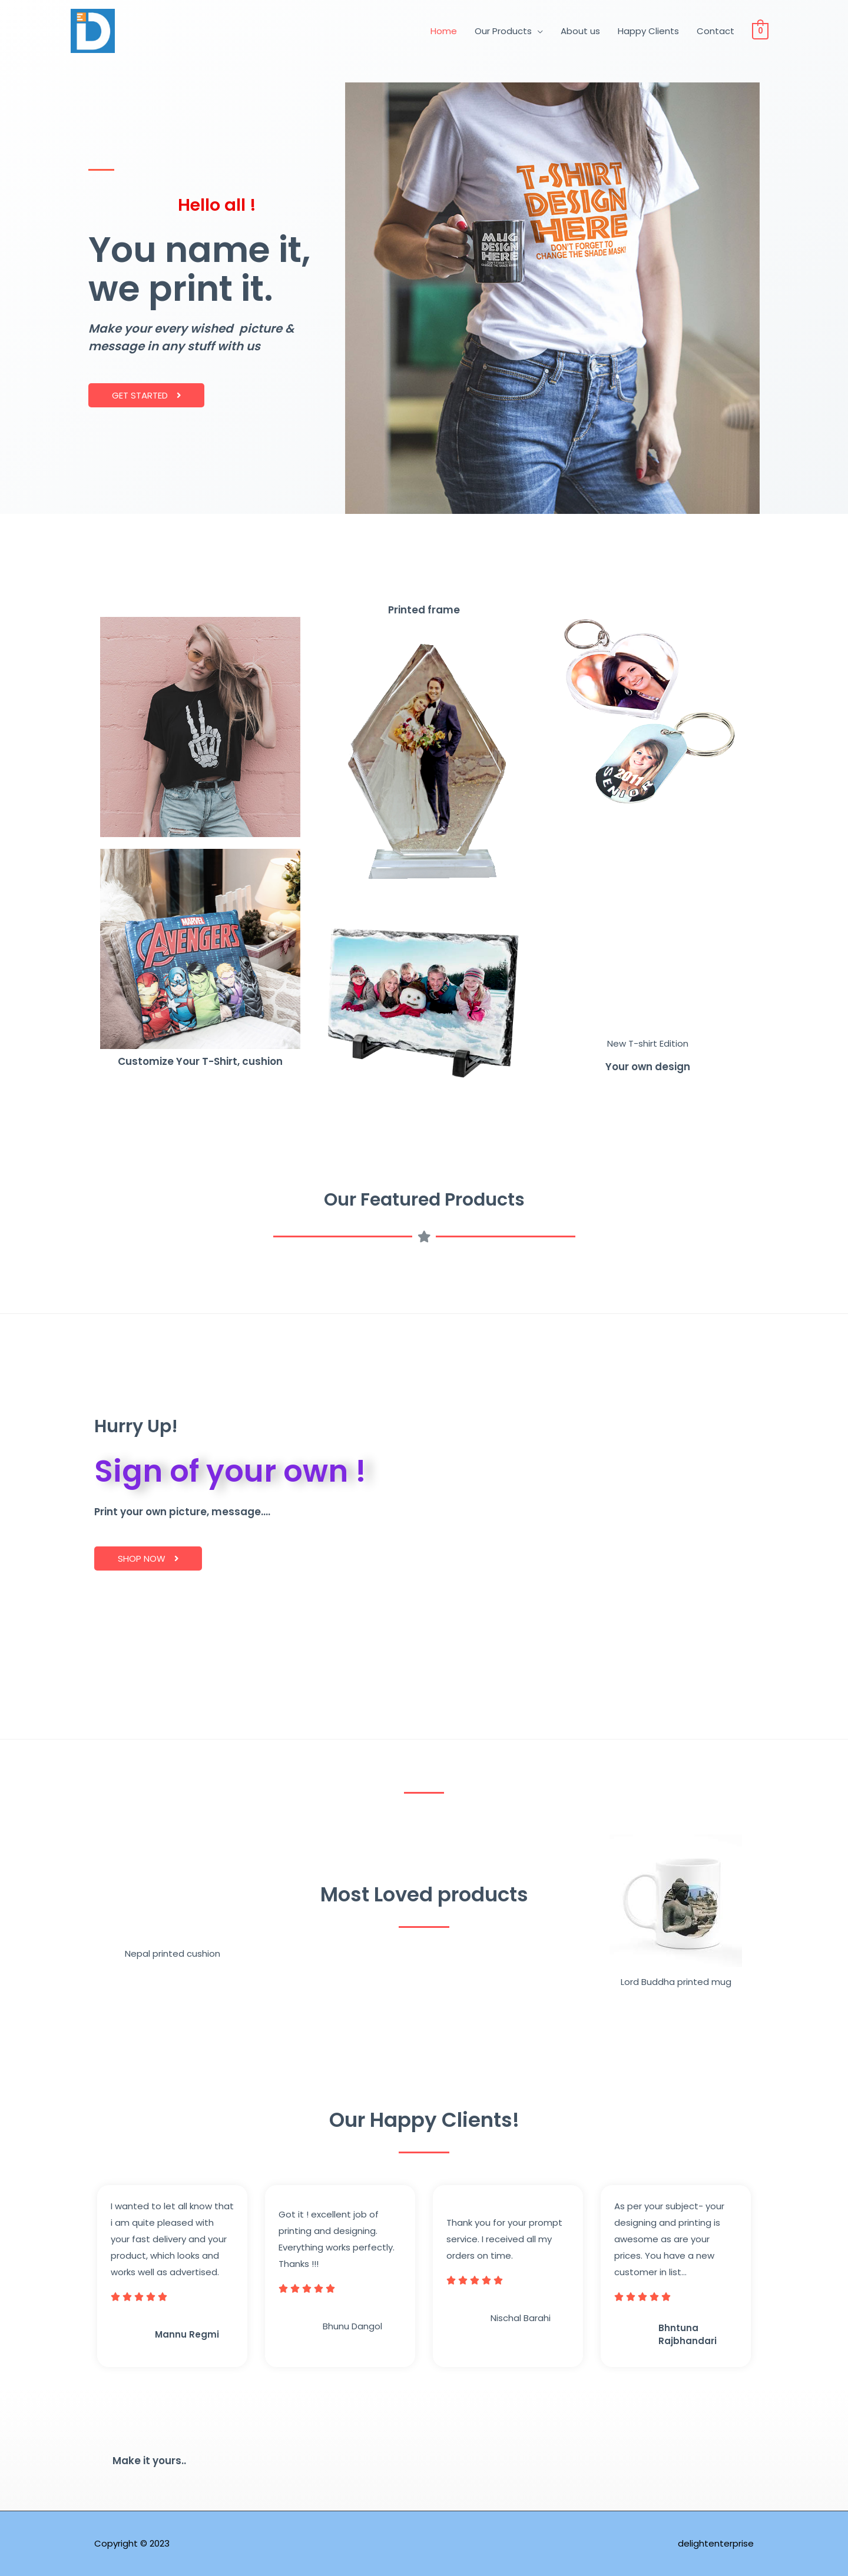 D
Home
Our Products
About us
Happy Clients
Contact
0
Hello all !
You name it,
we print it.
Make your every wished picture &
message in any stuff with us
GET STARTED
T-SHIRT
DESIGN
HERE
DON'T FORGET TO
CHANGE THE SHADE MASK!
MUG
DESIGN
HERE
Printed frame
2011
SENIOR
MARVEL
AVENGERS
Customize Your T-Shirt, cushion
New T-shirt Edition
Your own design
Our Featured Products
Hurry Up!
Sign of your own !
Print your own picture, message....
SHOP NOW
Most Loved products
Nepal printed cushion
Lord Buddha printed mug
Our Happy Clients!
I wanted to let all know that
i am quite pleased with
your fast delivery and your
product, which looks and
works well as advertised.
Mannu Regmi
Got it ! excellent job of
printing and designing.
Everything works perfectly.
Thanks !!!
Bhunu Dangol
Thank you for your prompt
service. I received all my
orders on time.
Nischal Barahi
As per your subject- your
designing and printing is
awesome as are your
prices. You have a new
customer in list...
Bhntuna
Rajbhandari
Make it yours..
Copyright © 2023
delightenterprise